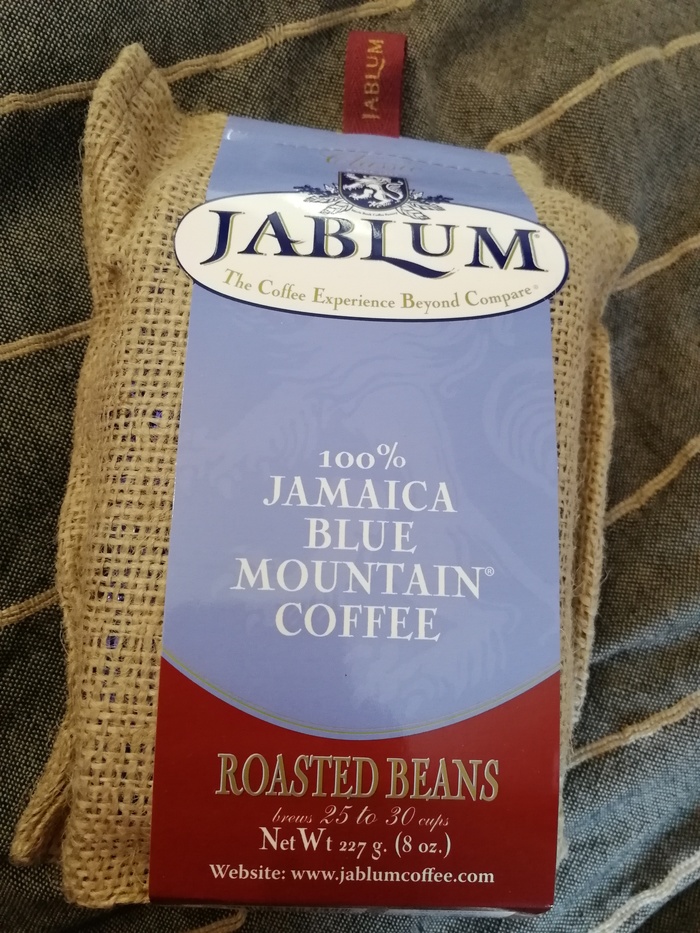 JABLUM
Classic
JABLUM®
The Coffee Experience Beyond Compare®
100%
JAMAICA
BLUE
MOUNTAIN®
COFFEE
ROASTED BEANS
brews 25 to 30 cups
Net Wt 227 g. (8 oz.)
Website: www.jablumcoffee.com